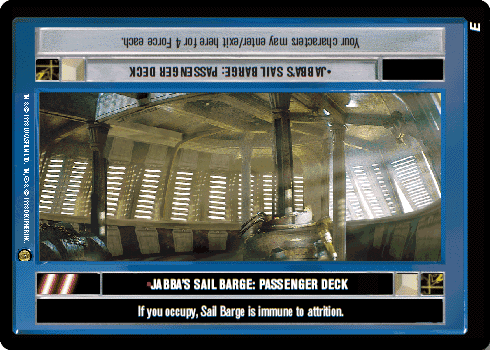 E
Your characters may enter/exit here for 4 Force each.
•JABBA'S SAIL BARGE: PASSENGER DECK
•JABBA'S SAIL BARGE: PASSENGER DECK
If you occupy, Sail Barge is immune to attrition.